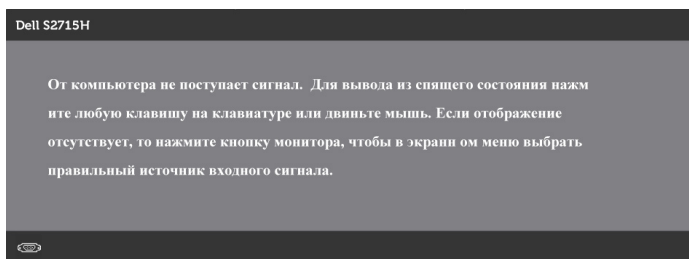 Dell S2715H
От компьютера не поступает сигнал. Для вывода из спящего состояния нажм
ите любую клавишу на клавиатуре или двиньте мышь. Если отображение
отсутствует, то нажмите кнопку монитора, чтобы в экранн ом меню выбрать
правильный источник входного сигнала.